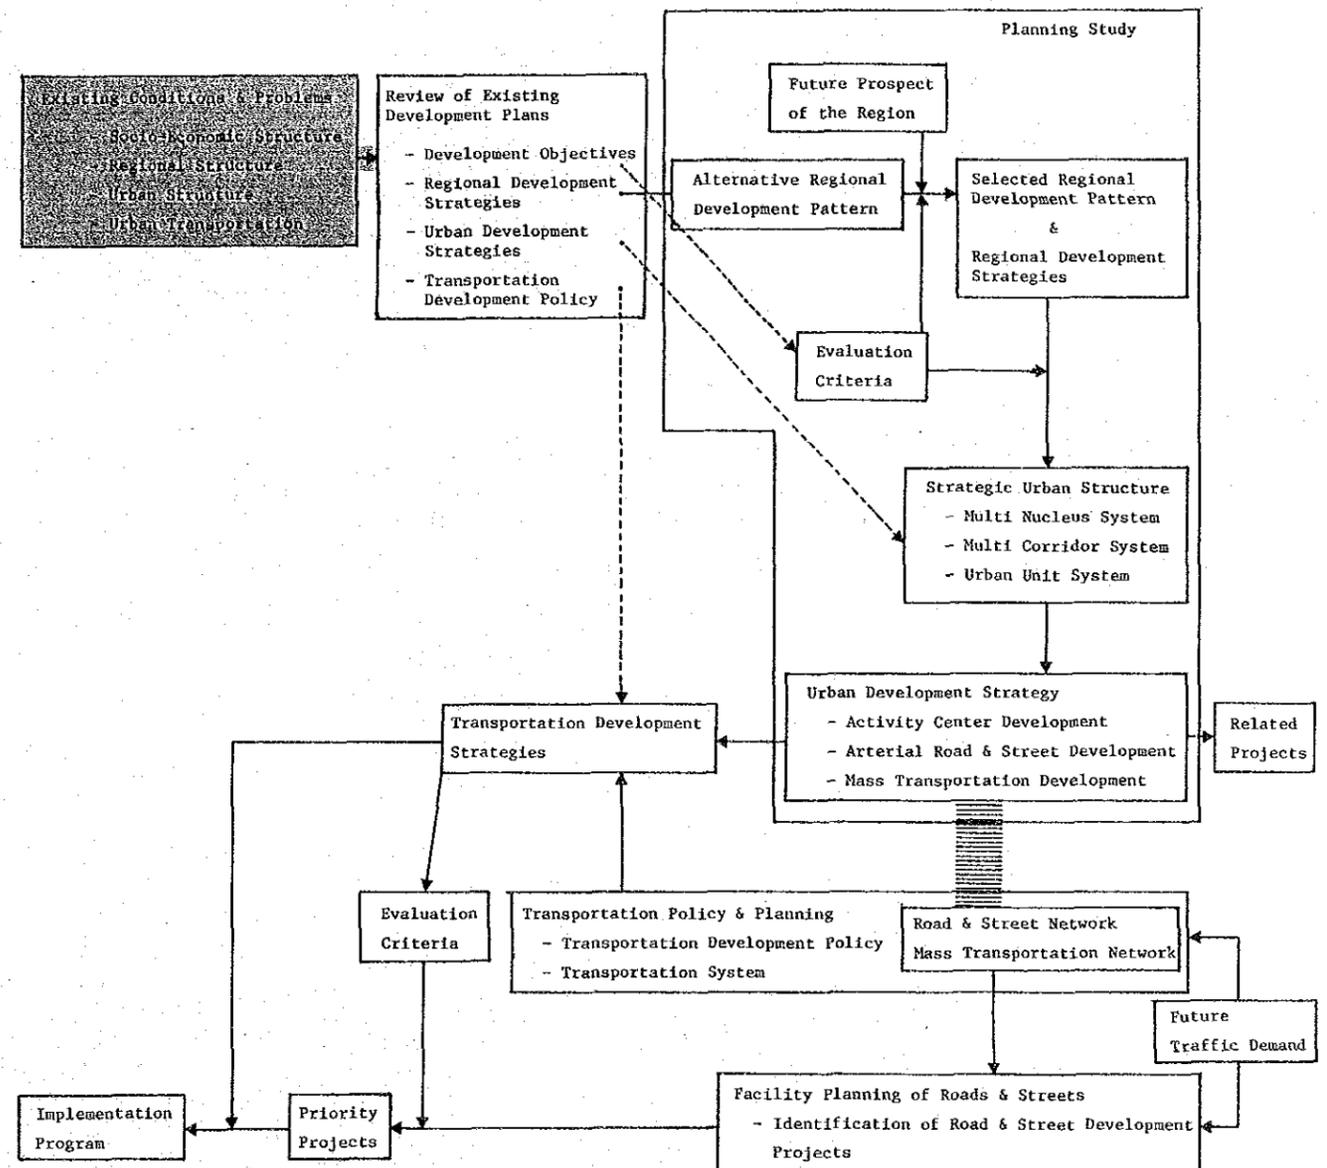 Planning Study
Existing Conditions & Problems
- Socio-Economic Structure
- Regional Structure
- Urban Structure
- Urban Transportation
Review of Existing
Development Plans
- Development Objectives
- Regional Development
Strategies
- Urban Development
Strategies
- Transportation
Development Policy
Future Prospect
of the Region
Alternative Regional
Development Pattern
Selected Regional
Development Pattern
&
Regional Development
Strategies
Evaluation
Criteria
Strategic Urban Structure
- Multi Nucleus System
- Multi Corridor System
- Urban Unit System
Urban Development Strategy
- Activity Center Development
- Arterial Road & Street Development
- Mass Transportation Development
Related
Projects
Transportation Development
Strategies
Evaluation
Criteria
Transportation Policy & Planning
- Transportation Development Policy
- Transportation System
Road & Street Network
Mass Transportation Network
Future
Traffic Demand
Facility Planning of Roads & Streets
- Identification of Road & Street Development
Projects
Priority
Projects
Implementation
Program